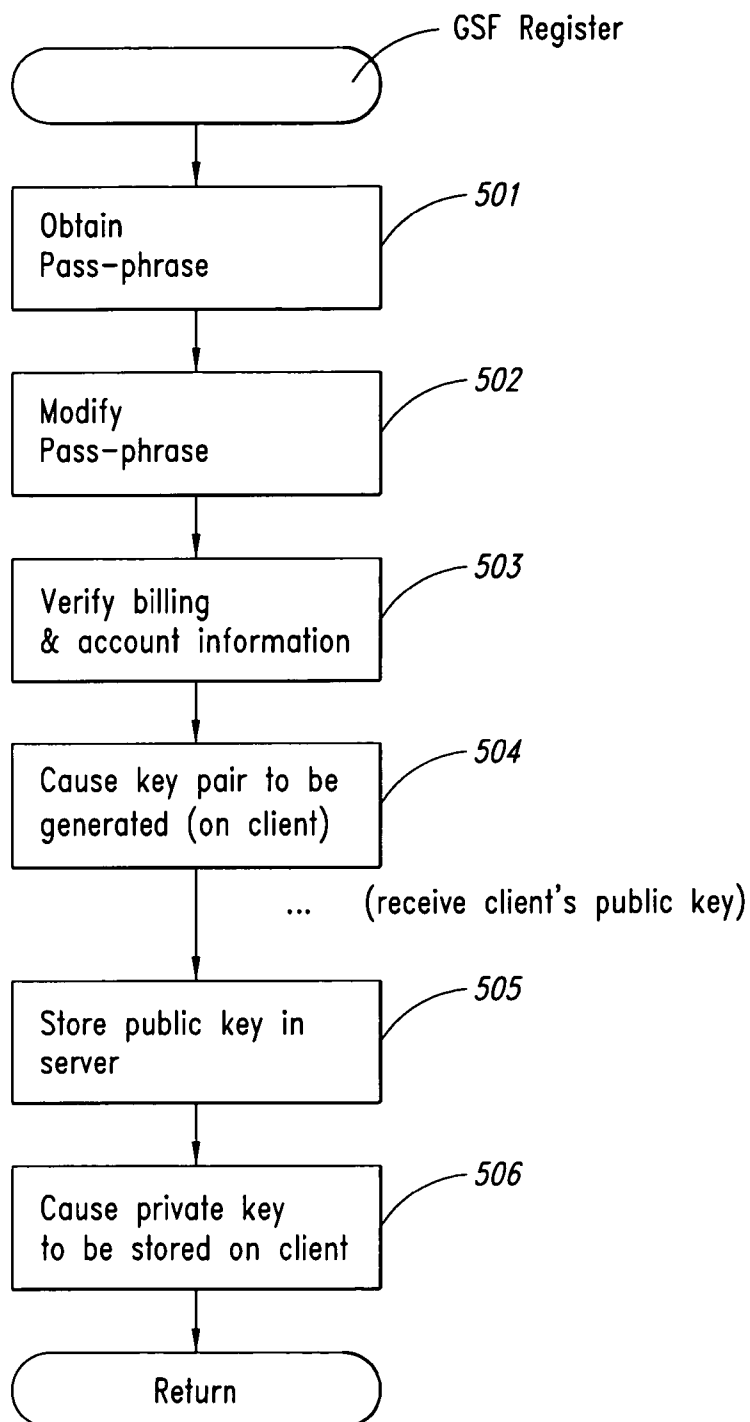 GSF Register
501
Obtain
Pass-phrase
502
Modify
Pass-phrase
503
Verify billing
& account information
504
Cause key pair to be
generated (on client)
... (receive client's public key)
505
Store public key in
server
506
Cause private key
to be stored on client
Return